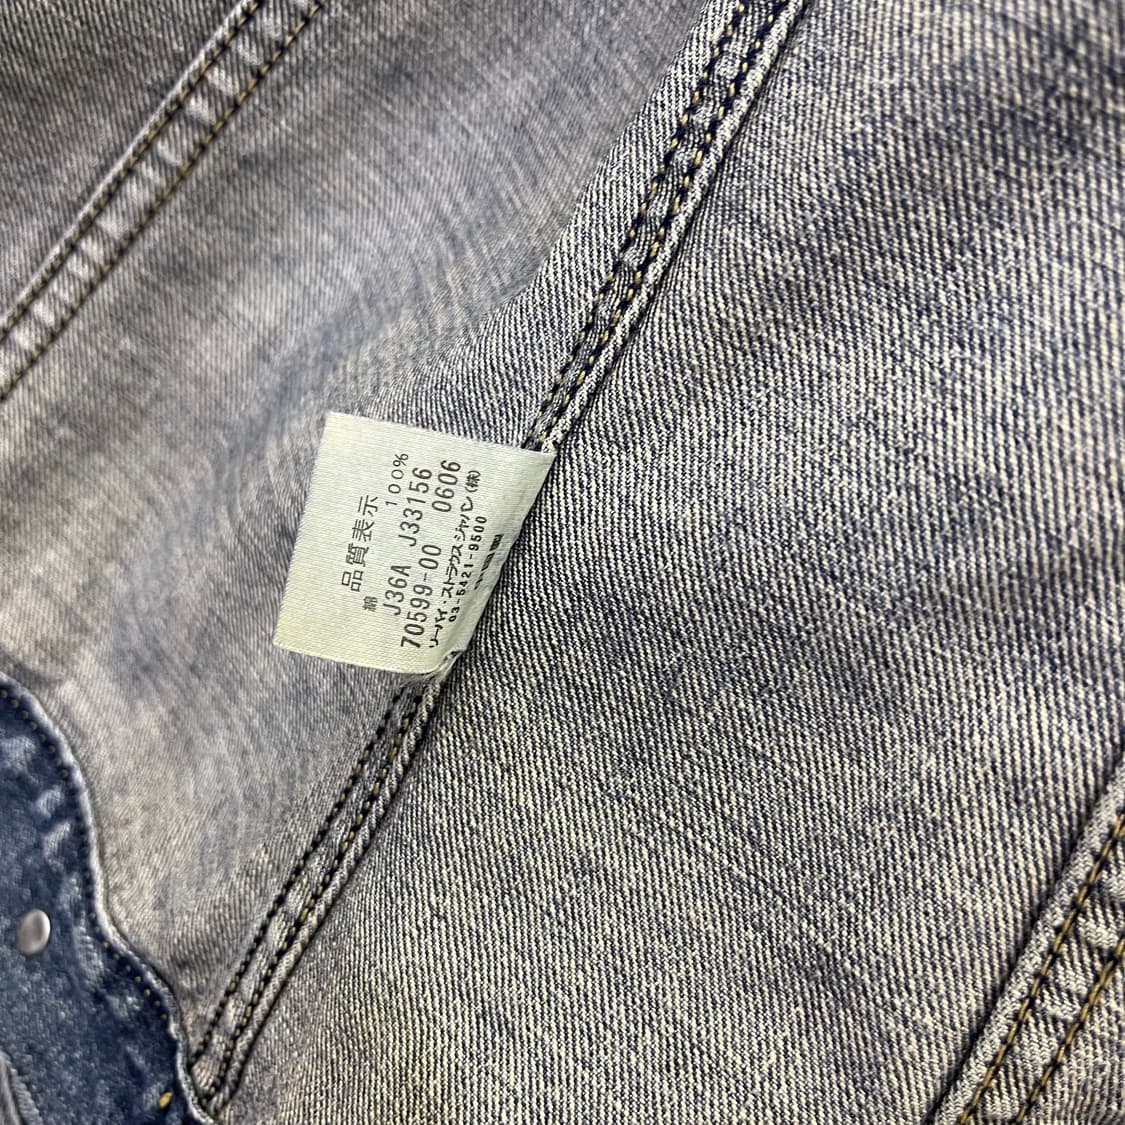 品質表示
綿 100%
J36A J33156
70599-00 0606
リーバイ・ストラウス ジャパン(株)
03-5421-9500